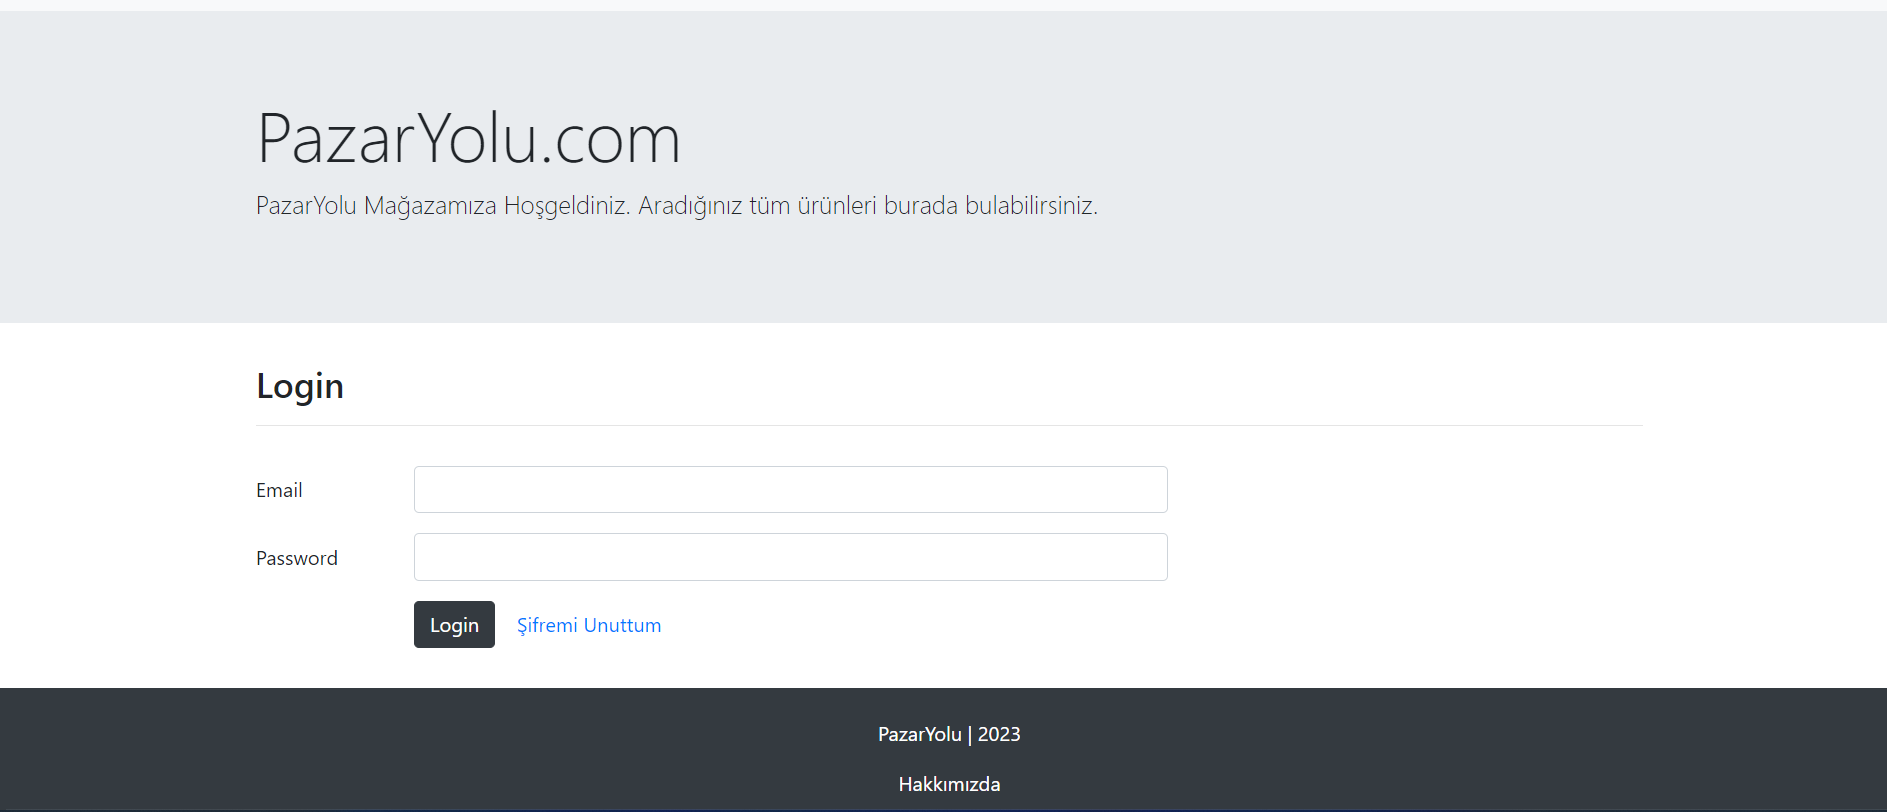 PazarYolu.com
PazarYolu Mağazamıza Hoşgeldiniz. Aradığınız tüm ürünleri burada bulabilirsiniz.
Login
Email
Password
Login Şifremi Unuttum
PazarYolu | 2023
Hakkımızda